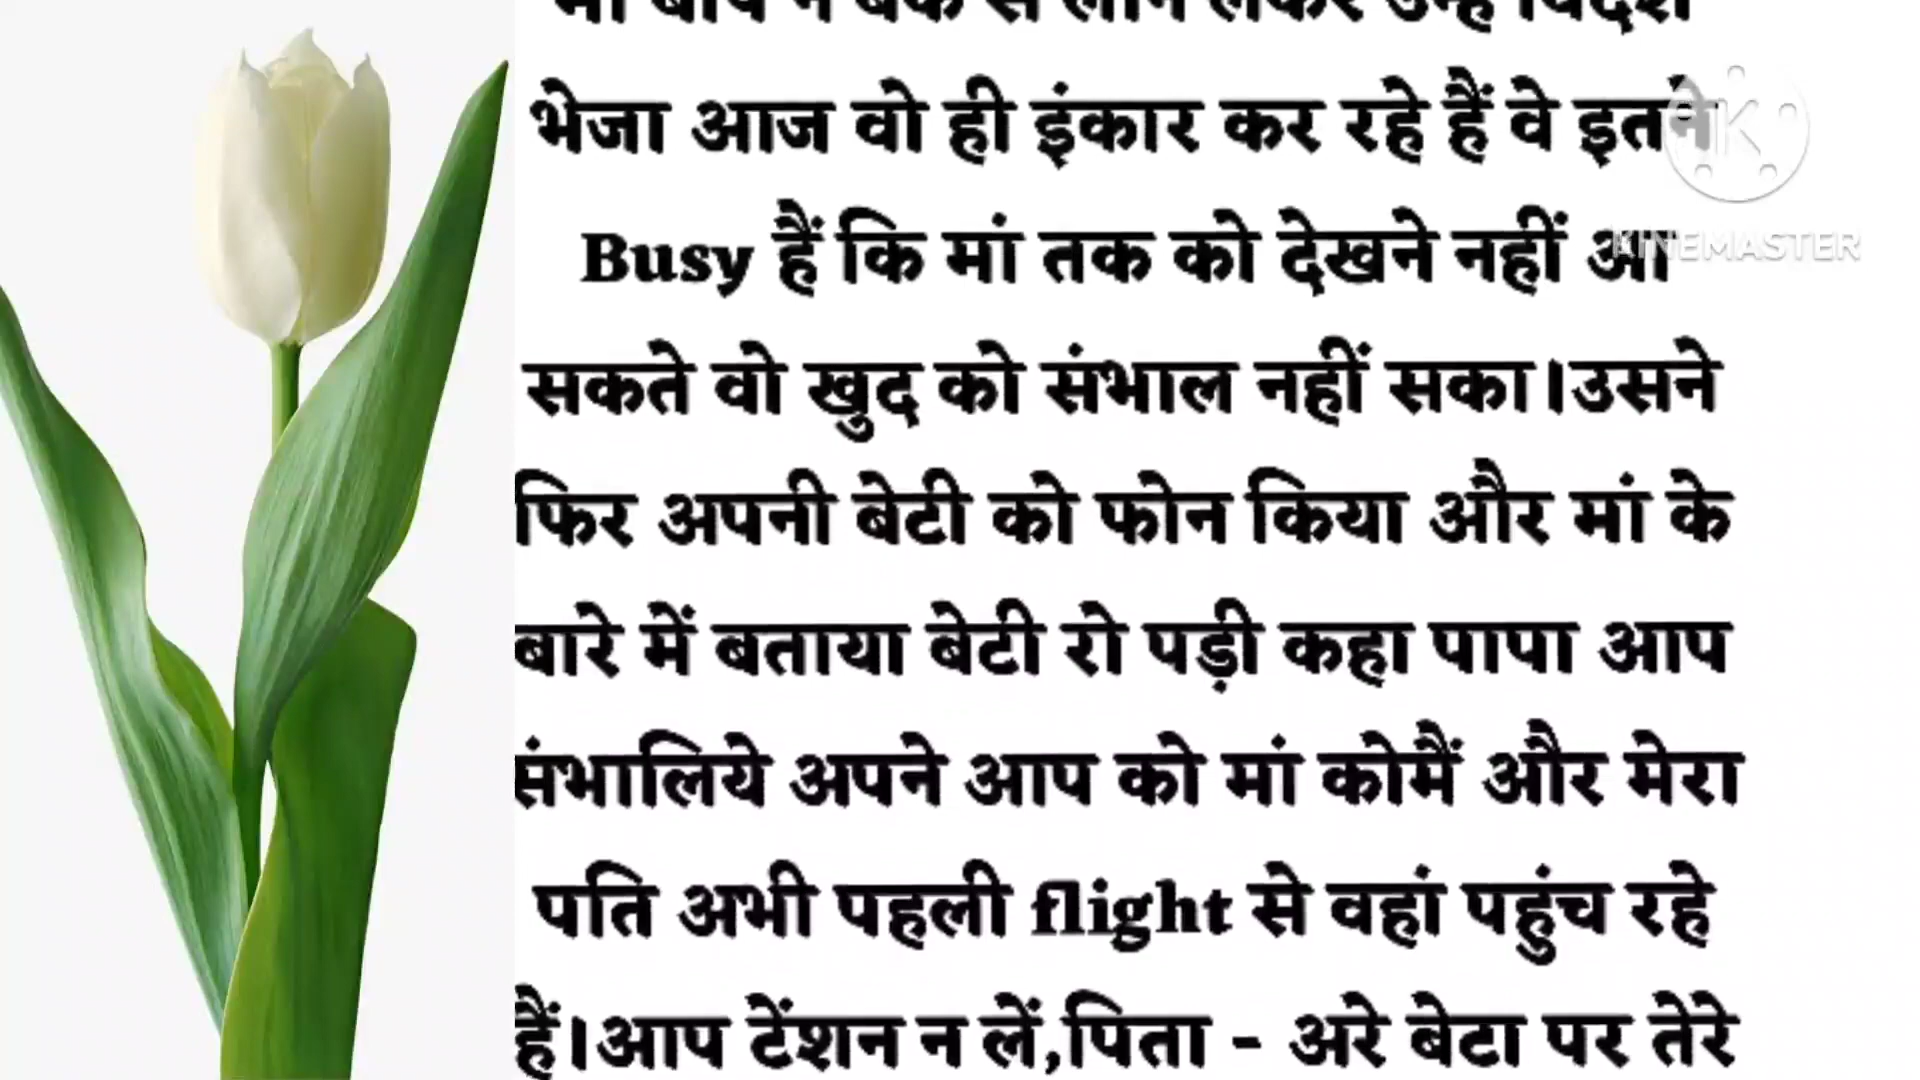 मां बाप ने बैंक से लोन लेकर उन्हें विदेश
भेजा आज वो ही इंकार कर रहे हैं वे इतने
Busy हैं कि मां तक को देखने नहीं आ
सकते वो खुद को संभाल नहीं सका।उसने
फिर अपनी बेटी को फोन किया और मां के
बारे में बताया बेटी रो पड़ी कहा पापा आप
संभालिये अपने आप को मां कोमैं और मेरा
पति अभी पहली flight से वहां पहुंच रहे
हैं।आप टेंशन न लें,पिता - अरे बेटा पर तेरे
K
KINEMASTER